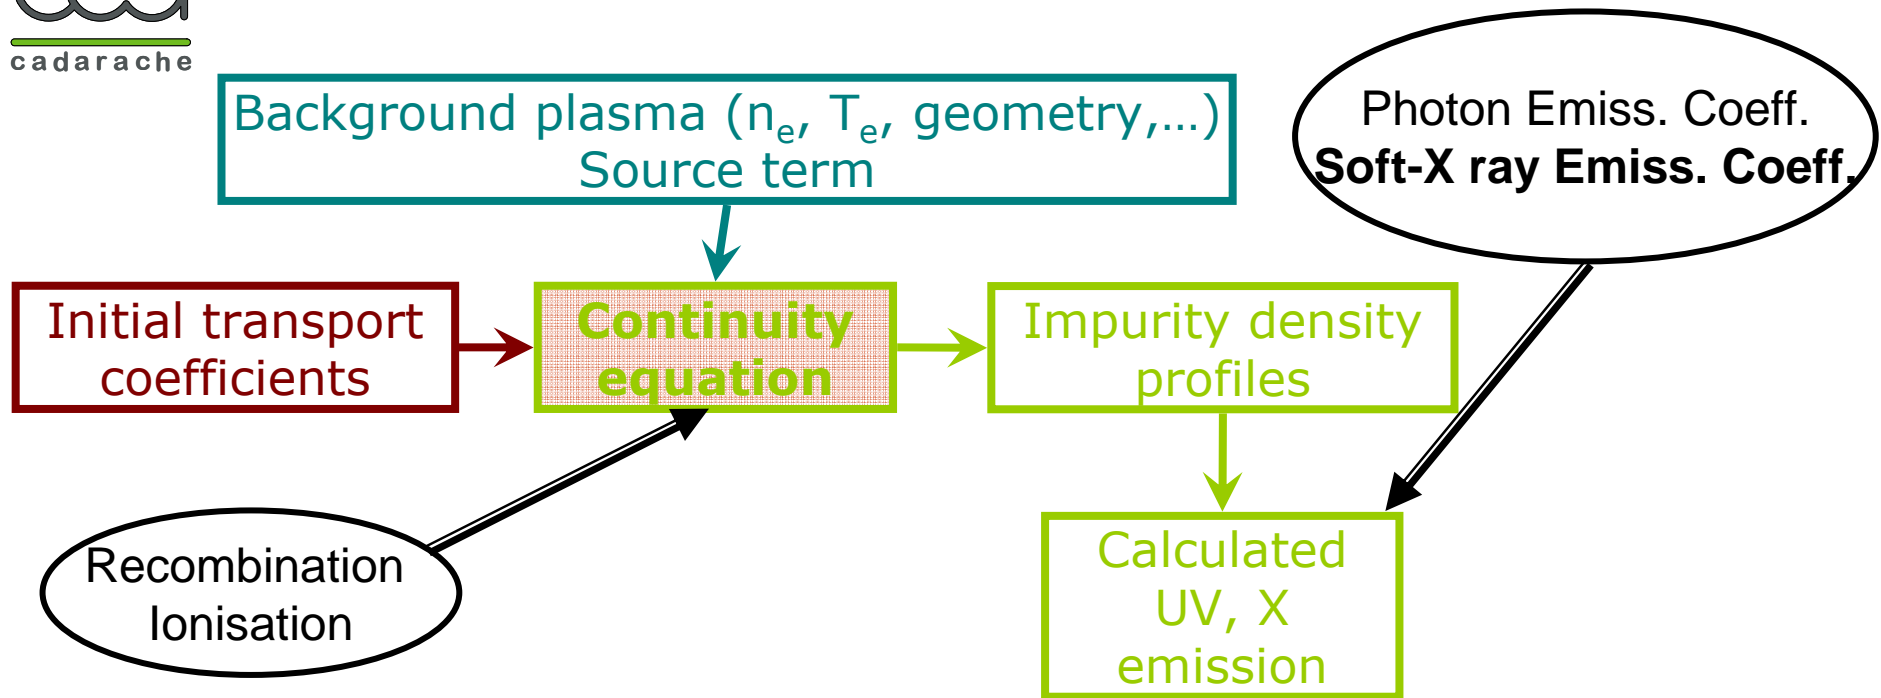 cadarache
Background plasma (nₑ, Tₑ, geometry,…)
Source term
Photon Emiss. Coeff.
Soft-X ray Emiss. Coeff.
Initial transport
coefficients
Continuity
equation
Impurity density
profiles
Recombination
Ionisation
Calculated
UV, X
emission